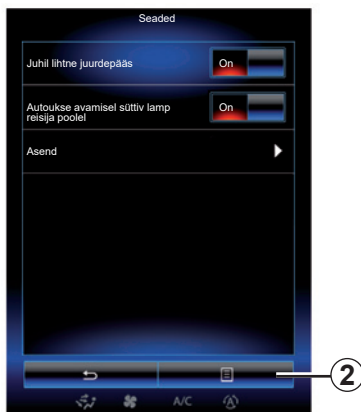 Seaded
Juhil lihtne juurdepääs
On
Autoukse avamisel süttiv lamp
reisija poolel
On
Asend
2
A/C
A